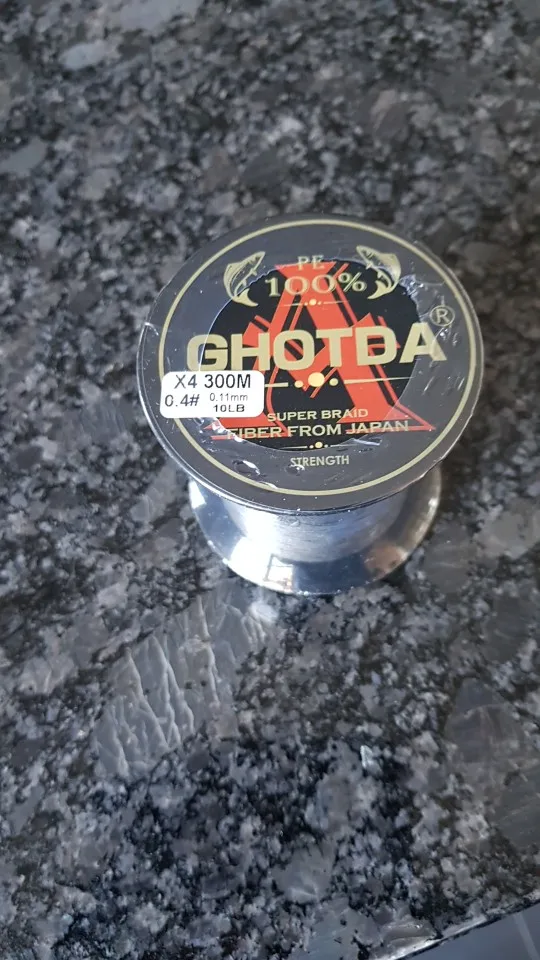 PE
100%
GHOTDA®
X4 300M
0.4# 0.11mm
10LB
SUPER BRAID
FIBER FROM JAPAN
STRENGTH